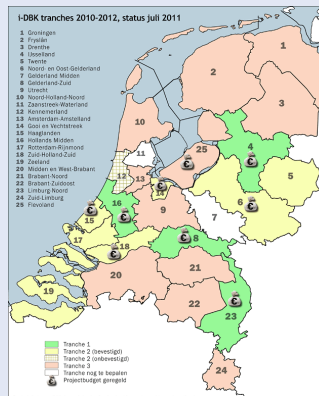 i-DBK tranches 2010-2012, status juli 2011
1 Groningen
2 Fryslân
3 Drenthe
4 IJsselland
5 Twente
6 Noord- en Oost-Gelderland
7 Gelderland Midden
8 Gelderland-Zuid
9 Utrecht
10 Noord-Holland-Noord
11 Zaanstreek-Waterland
12 Kennemerland
13 Amsterdam-Amstelland
14 Gooi en Vechtstreek
15 Haaglanden
16 Hollands Midden
17 Rotterdam-Rijnmond
18 Zuid-Holland-Zuid
19 Zeeland
20 Midden en West-Brabant
21 Brabant-Noord
22 Brabant-Zuidoost
23 Limburg-Noord
24 Zuid-Limburg
25 Flevoland
1
2
3
10
4
11
25
12
13
5
14
16
6
15
9
7
17
18
8
21
20
19
22
23
24
Tranche 1
Tranche 2 (bevestigd)
Tranche 2 (onbevestigd)
Tranche 3
Tranche nog te bepalen
Projectbudget geregeld